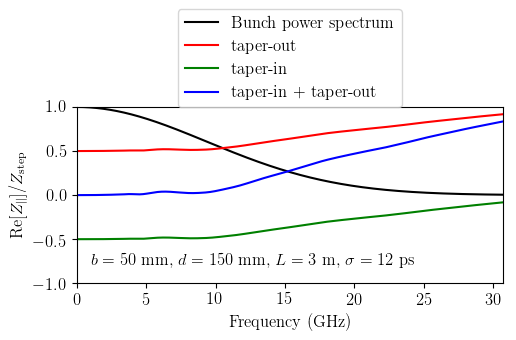 Bunch power spectrum
taper-out
taper-in
taper-in + taper-out
1.0
0.5
0.0
−0.5
−1.0
Re[Z∥]/Zstep
b = 50 mm, d = 150 mm, L = 3 m, σ = 12 ps
0 5 10 15 20 25 30
Frequency (GHz)